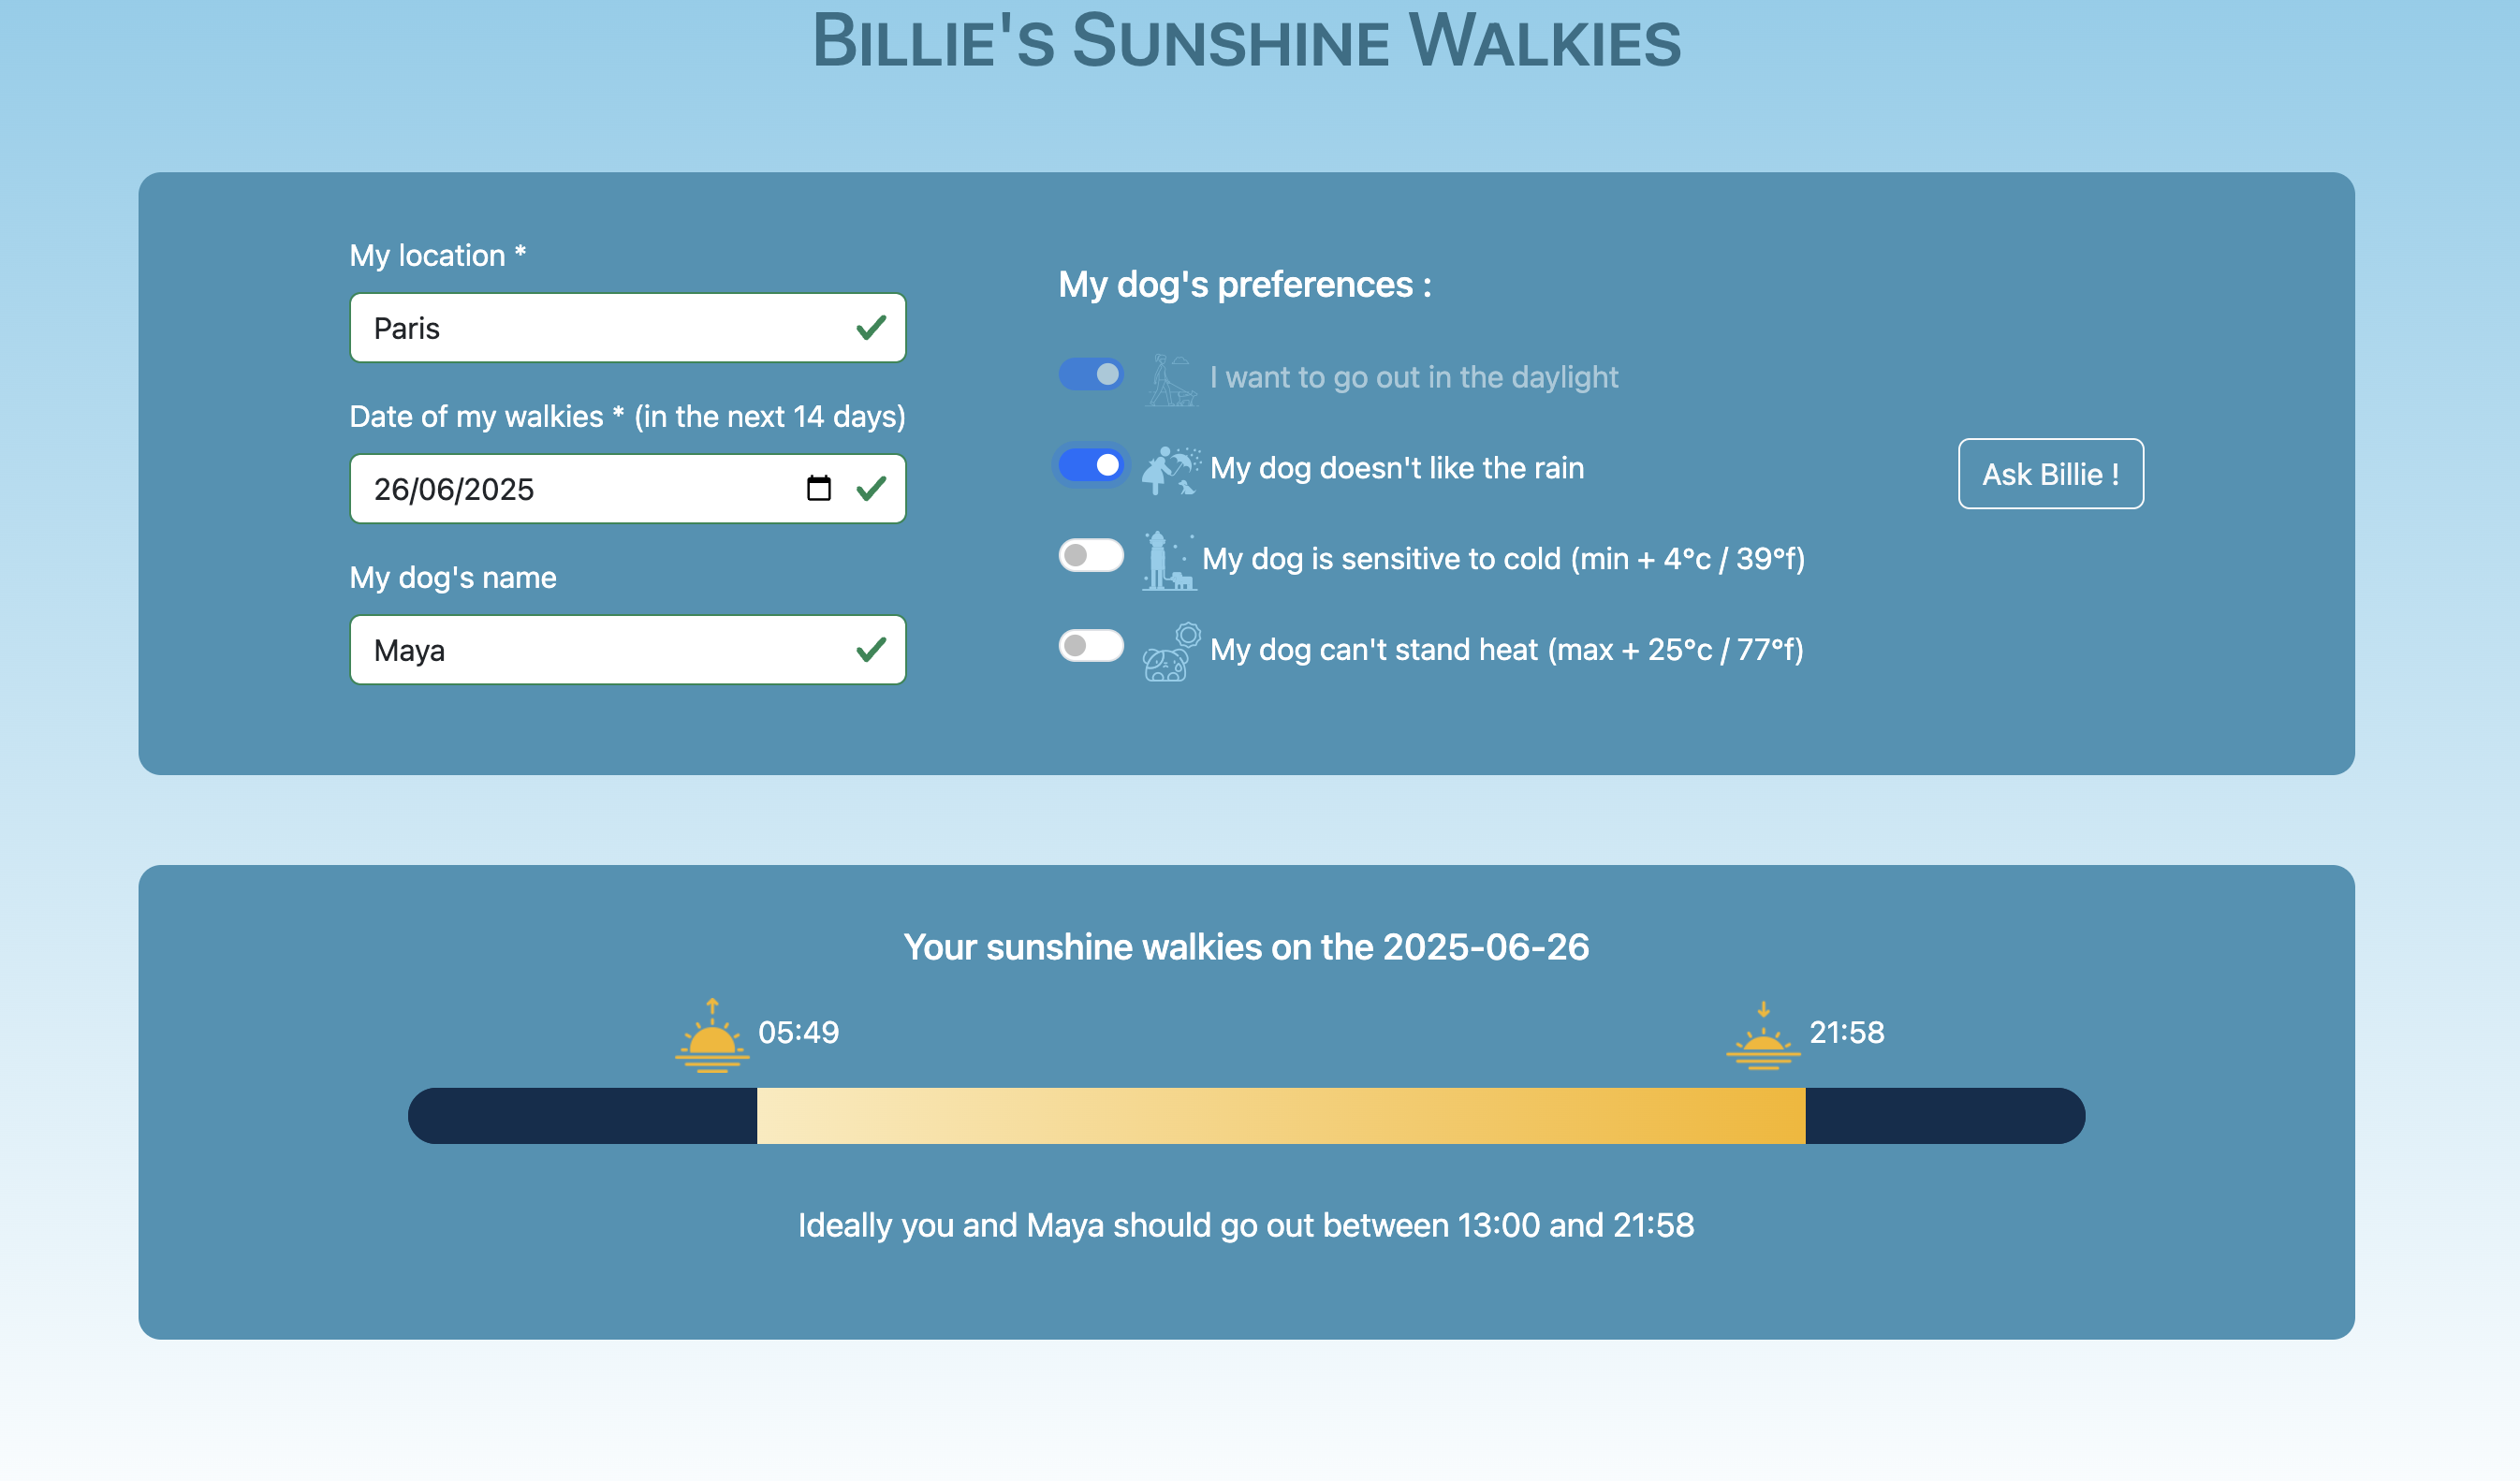 Billie's Sunshine Walkies
My location *
Paris
Date of my walkies * (in the next 14 days)
26/06/2025
My dog's name
Maya
My dog's preferences :
I want to go out in the daylight
My dog doesn't like the rain
My dog is sensitive to cold (min + 4°c / 39°f)
My dog can't stand heat (max + 25°c / 77°f)
Ask Billie !
Your sunshine walkies on the 2025-06-26
05:49
21:58
Ideally you and Maya should go out between 13:00 and 21:58